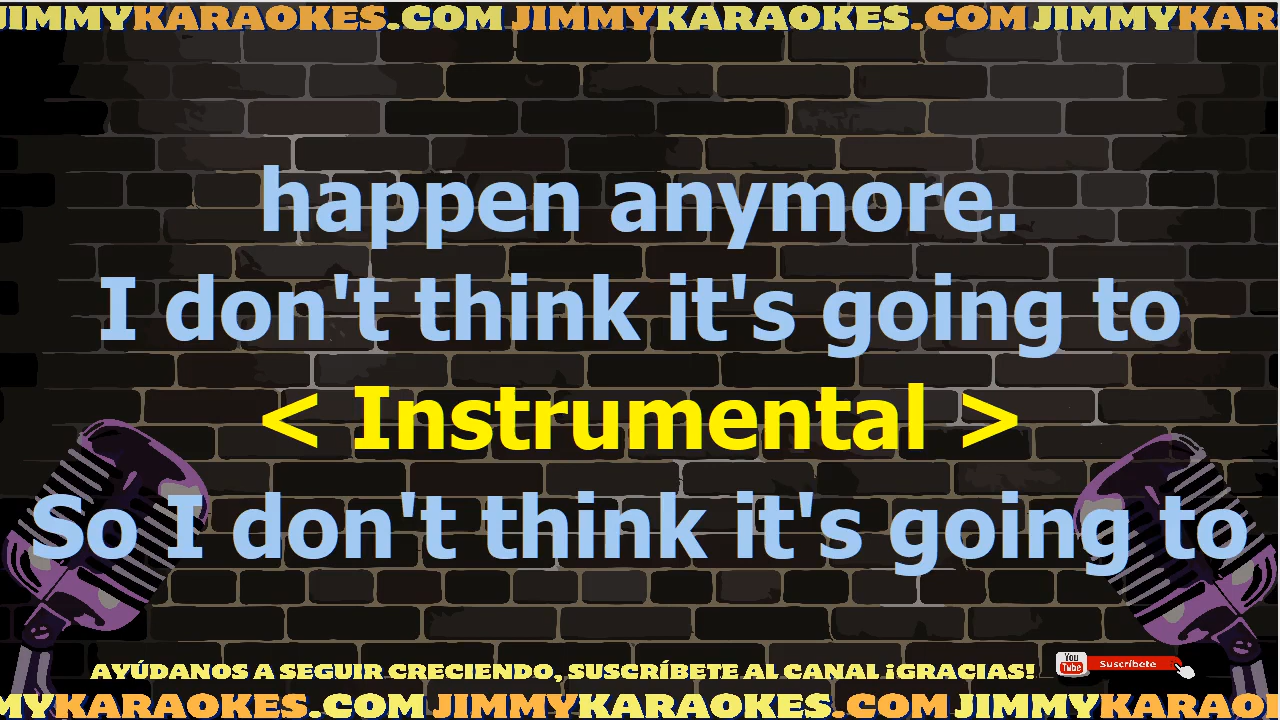 JIMMYKARAOKES.COM JIMMYKARAOKES.COM JIMMYKAR
happen anymore.
I don't think it's going to
< Instrumental >
So I don't think it's going to
AYÚDANOS A SEGUIR CRECIENDO, SUSCRÍBETE AL CANAL ¡GRACIAS!
You Tube Suscríbete
MYKARAOKES.COM JIMMYKARAOKES.COM JIMMYKARAO